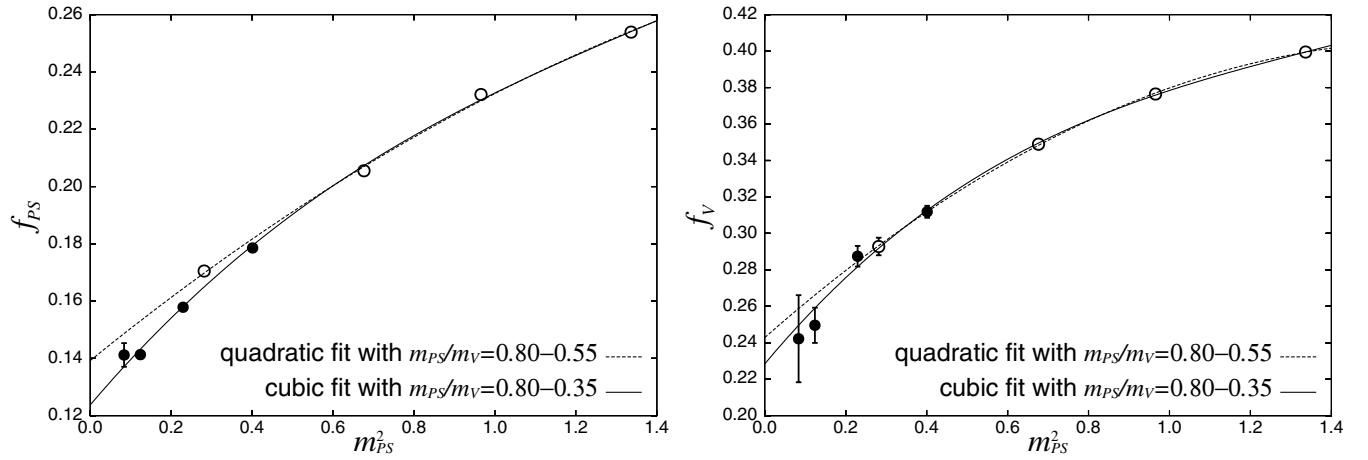 0.26
0.24
0.22
0.20
0.18
0.16
0.14
0.12
f_PS
quadratic fit with m_PS/m_V=0.80–0.55
cubic fit with m_PS/m_V=0.80–0.35
0.0 0.2 0.4 0.6 0.8 1.0 1.2 1.4
m²_PS
0.42
0.40
0.38
0.36
0.34
0.32
0.30
0.28
0.26
0.24
0.22
0.20
f_V
quadratic fit with m_PS/m_V=0.80–0.55
cubic fit with m_PS/m_V=0.80–0.35
0.0 0.2 0.4 0.6 0.8 1.0 1.2 1.4
m²_PS